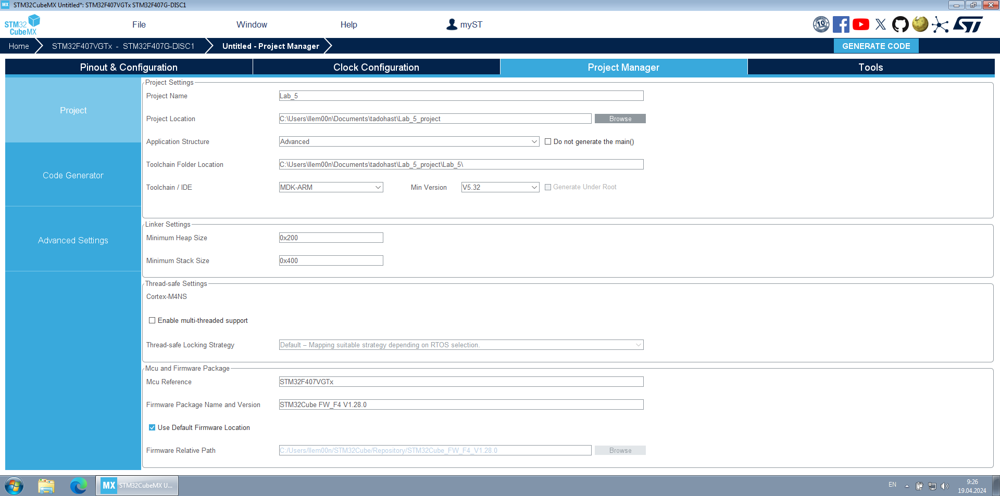 MX STM32CubeMX Untitled*: STM32F407VGTx STM32F407G-DISC1
STM32 CubeMX
File Window Help myST
10
ST
Home STM32F407VGTx - STM32F407G-DISC1 Untitled - Project Manager GENERATE CODE
Pinout & Configuration Clock Configuration Project Manager Tools
Project
Code Generator
Advanced Settings
Project Settings
Project Name Lab_5
Project Location C:\Users\llem00n\Documents\tadohast\Lab_5_project Browse
Application Structure Advanced Do not generate the main()
Toolchain Folder Location C:\Users\llem00n\Documents\tadohast\Lab_5_project\Lab_5\
Toolchain / IDE MDK-ARM Min Version V5.32 Generate Under Root
Linker Settings
Minimum Heap Size 0x200
Minimum Stack Size 0x400
Thread-safe Settings
Cortex-M4NS
Enable multi-threaded support
Thread-safe Locking Strategy Default – Mapping suitable strategy depending on RTOS selection.
Mcu and Firmware Package
Mcu Reference STM32F407VGTx
Firmware Package Name and Version STM32Cube FW_F4 V1.28.0
Use Default Firmware Location
Firmware Relative Path C:/Users/llem00n/STM32Cube/Repository/STM32Cube_FW_F4_V1.28.0 Browse
MX STM32CubeMX U...
EN
9:26
19.04.2024